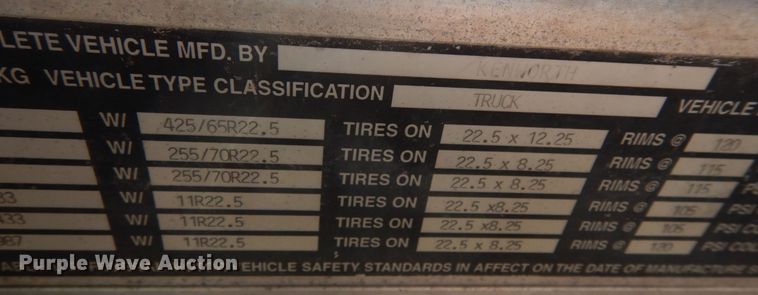 LETE VEHICLE MFD. BY KENWORTH
KG VEHICLE TYPE CLASSIFICATION TRUCK VEHICLE
W/ 425/65R22.5 TIRES ON 22.5 x 12.25 RIMS @ 120
W/ 255/70R22.5 TIRES ON 22.5 x 8.25 RIMS @ 115
W/ 255/70R22.5 TIRES ON 22.5 x 8.25 RIMS @ 115 PS
W/ 11R22.5 TIRES ON 22.5 x8.25 RIMS @ 105 PSI
433 W/ 11R22.5 TIRES ON 22.5 x8.25 RIMS @ 105 PSI CO
W/ 11R22.5 TIRES ON 22.5 x 8.25 RIMS @ 120 PSI COL
VEHICLE SAFETY STANDARDS IN AFFECT ON THE DATE OF MANUFACTURE S
Purple Wave Auction